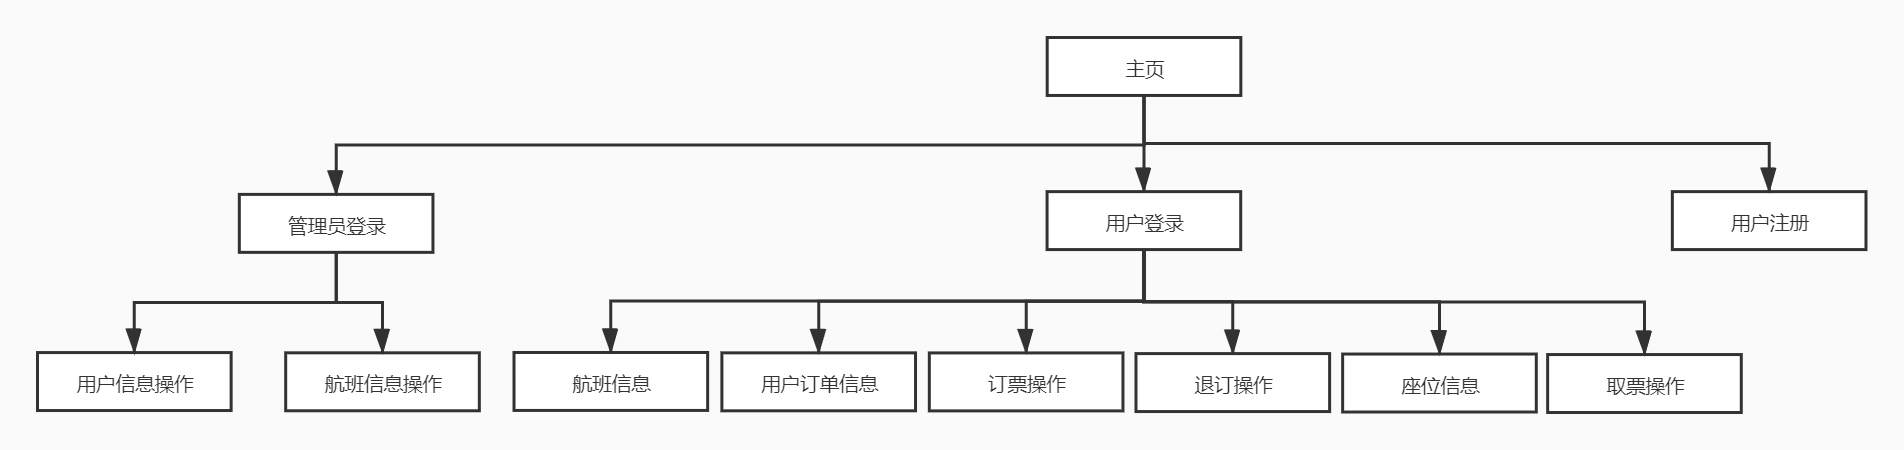 主页
管理员登录
用户登录
用户注册
用户信息操作
航班信息操作
航班信息
用户订单信息
订票操作
退订操作
座位信息
取票操作